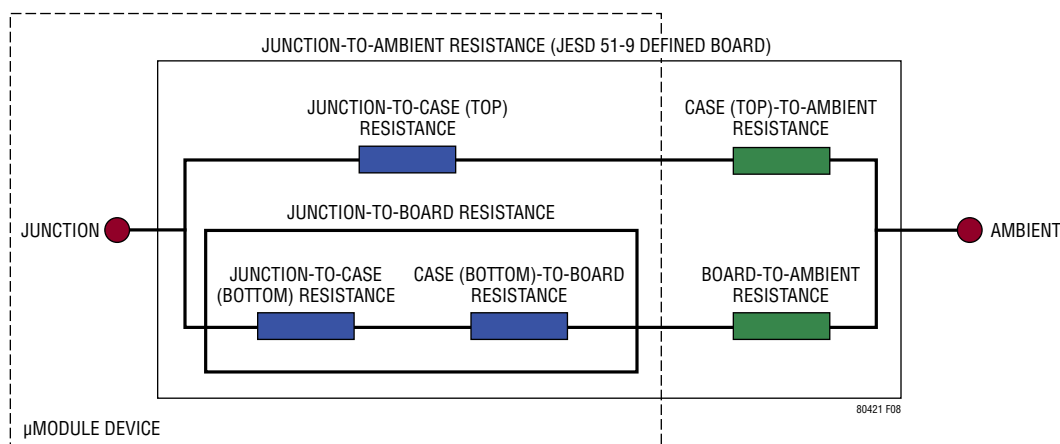 JUNCTION-TO-AMBIENT RESISTANCE (JESD 51-9 DEFINED BOARD)
JUNCTION-TO-CASE (TOP)
RESISTANCE
CASE (TOP)-TO-AMBIENT
RESISTANCE
JUNCTION
JUNCTION-TO-BOARD RESISTANCE
AMBIENT
JUNCTION-TO-CASE
(BOTTOM) RESISTANCE
CASE (BOTTOM)-TO-BOARD
RESISTANCE
BOARD-TO-AMBIENT
RESISTANCE
80421 F08
µMODULE DEVICE